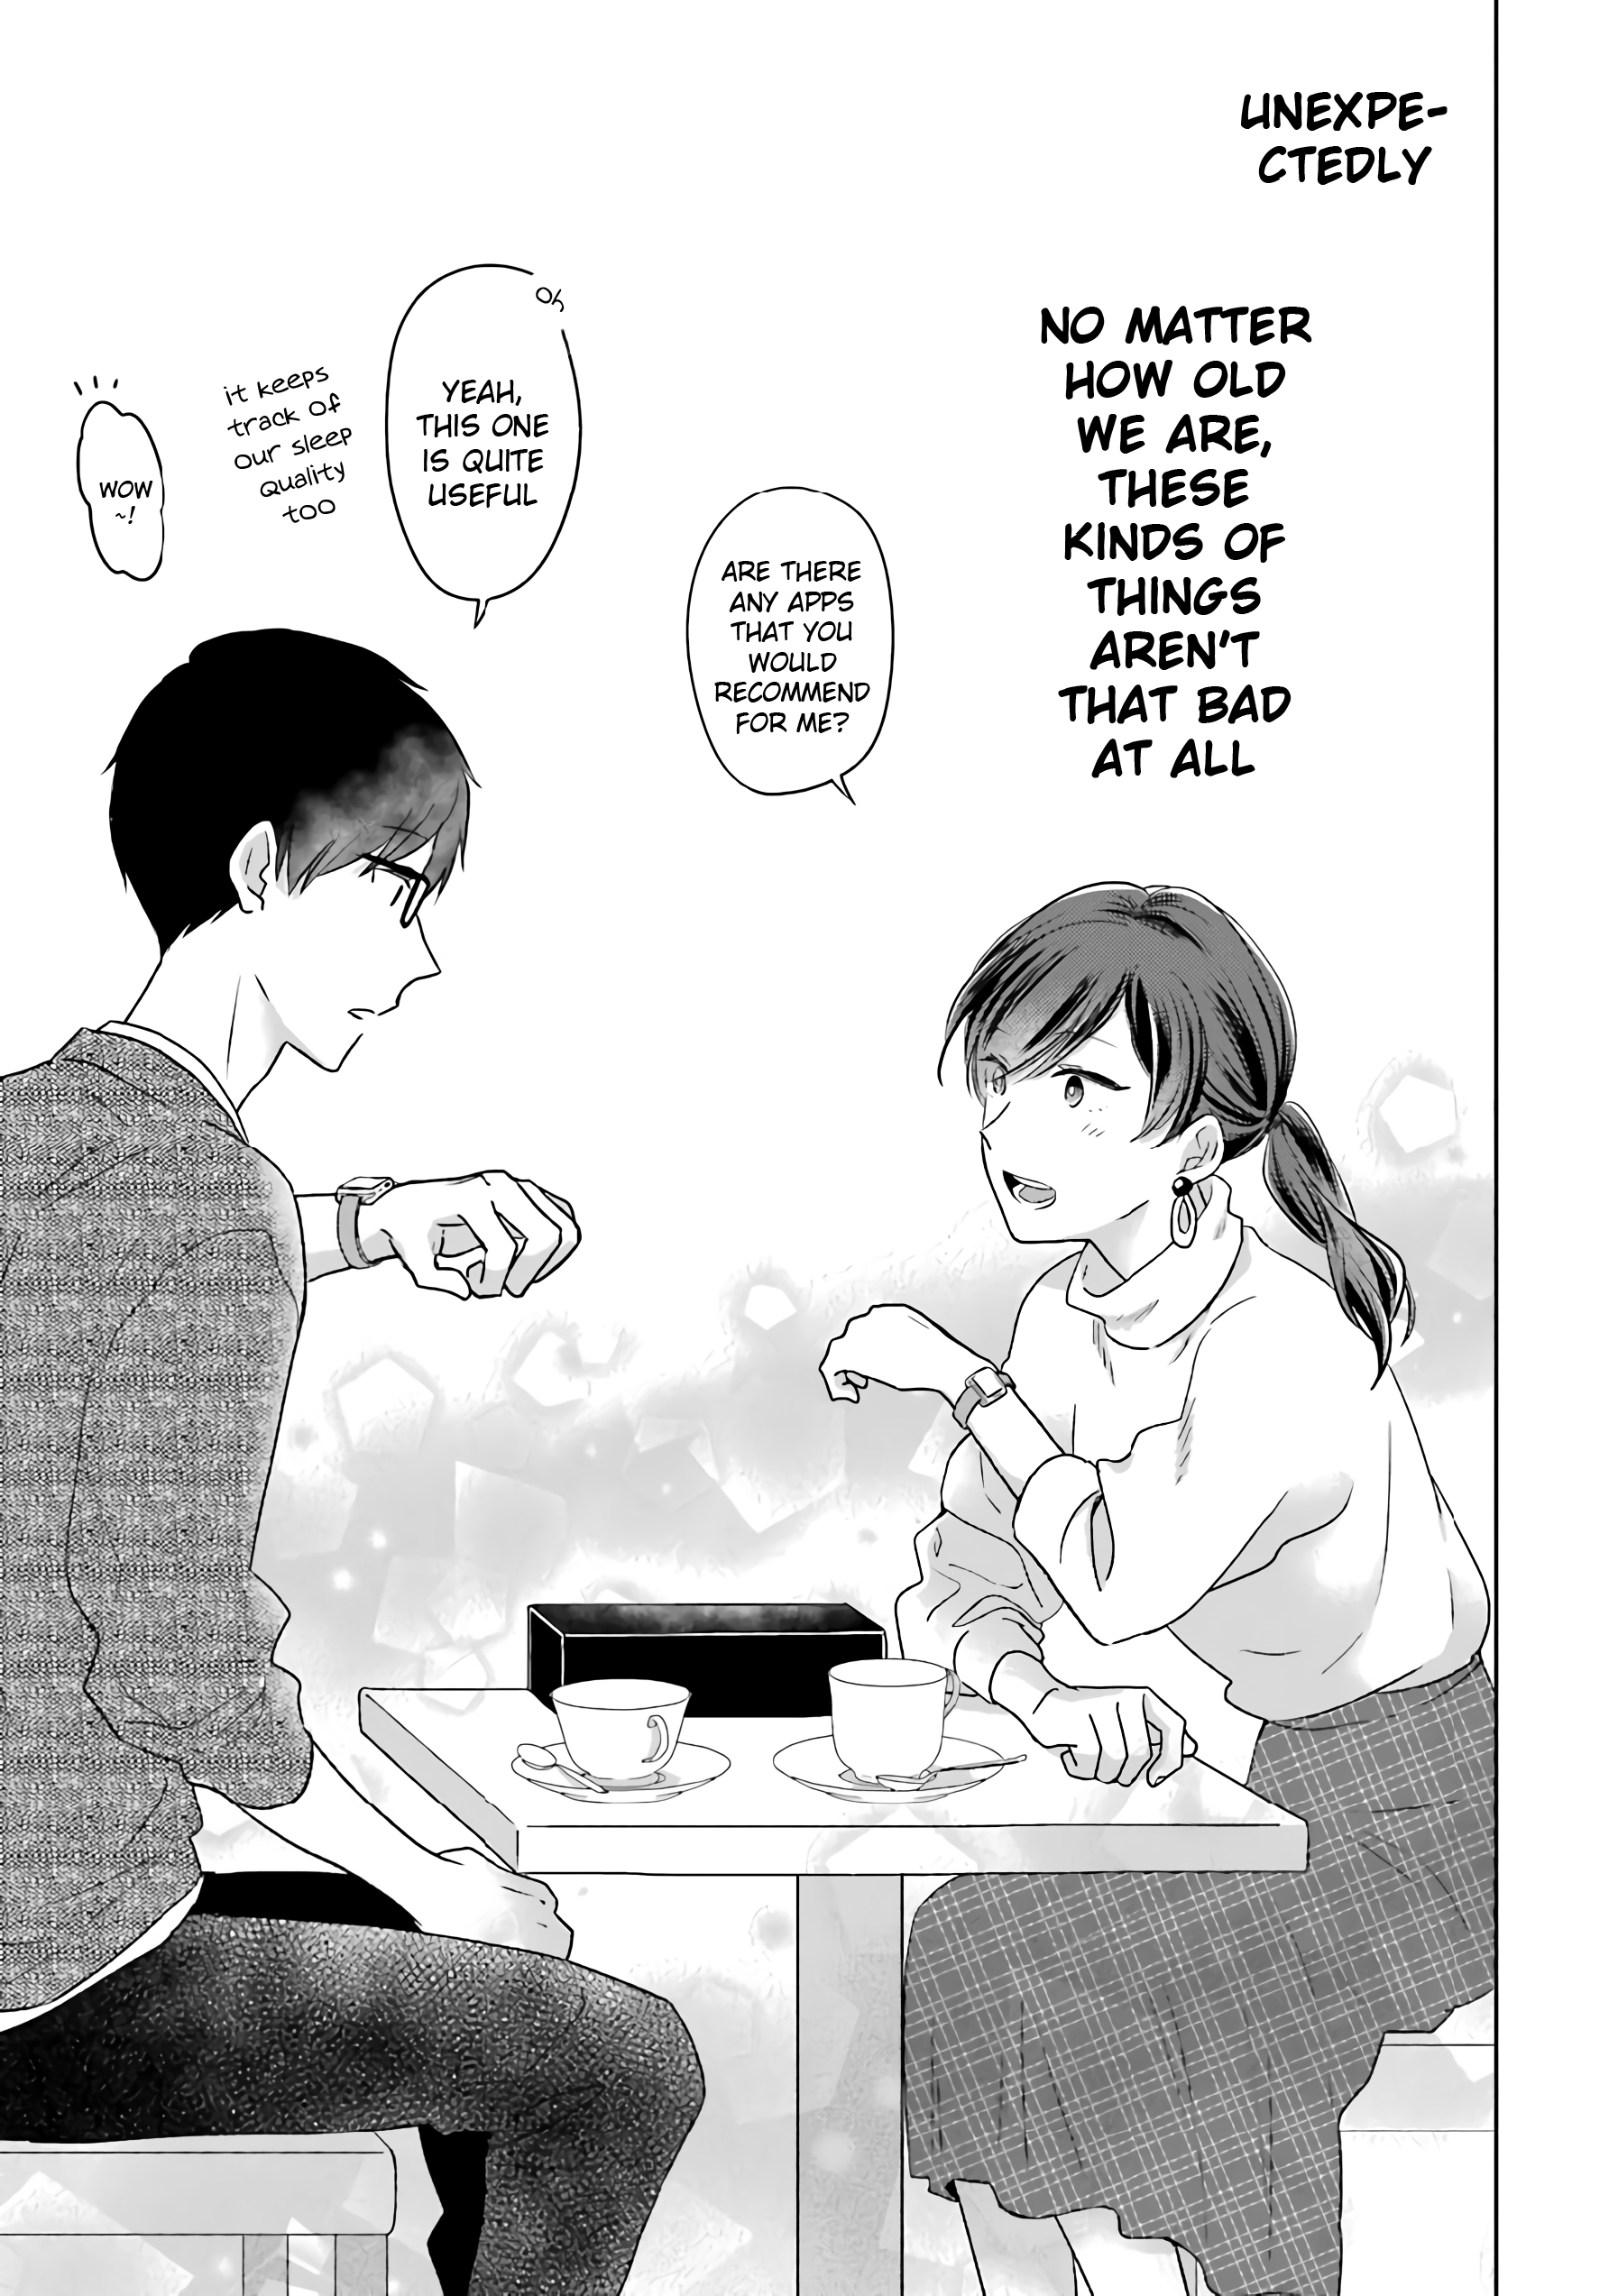 UNEXPE-
CTEDLY
NO MATTER
HOW OLD
WE ARE,
THESE
KINDS OF
THINGS
AREN'T
THAT BAD
AT ALL
ARE THERE
ANY APPS
THAT YOU
WOULD
RECOMMEND
FOR ME?
Oh
YEAH,
THIS ONE
IS QUITE
USEFUL
it keeps
track of
our sleep
quality
too
WOW
~!